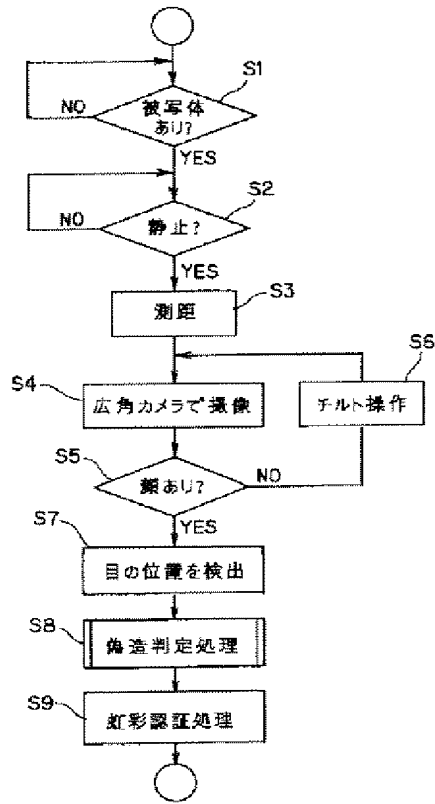 S1
被写体
あり?
NO
YES
S2
静止?
NO
YES
S3
測距
S4
広角カメラで撮像
S6
チルト操作
S5
顔あり?
NO
YES
S7
目の位置を検出
S8
偽造判定処理
S9
虹彩認証処理